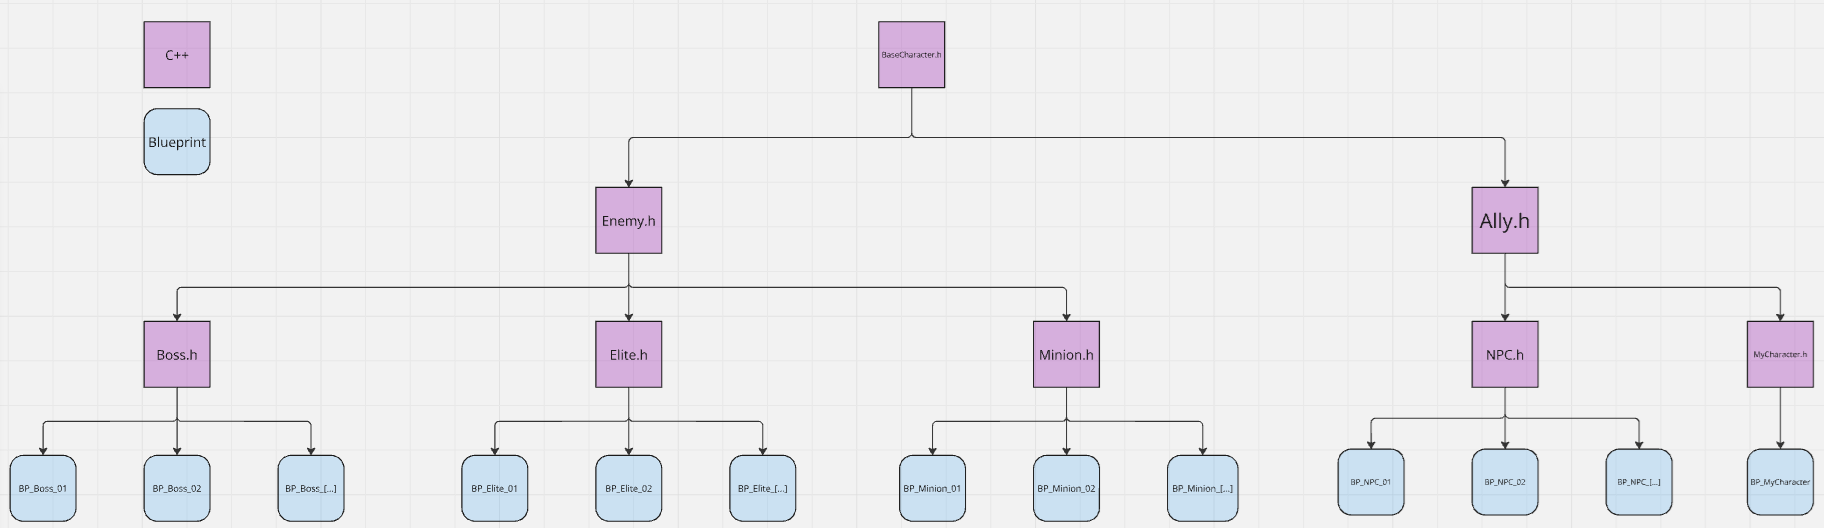 C++
BaseCharacter.h
Blueprint
Enemy.h
Ally.h
Boss.h
Elite.h
Minion.h
NPC.h
MyCharacter.h
BP_Boss_01
BP_Boss_02
BP_Boss_[...]
BP_Elite_01
BP_Elite_02
BP_Elite_[...]
BP_Minion_01
BP_Minion_02
BP_Minion_[...]
BP_NPC_01
BP_NPC_02
BP_NPC_[...]
BP_MyCharacter